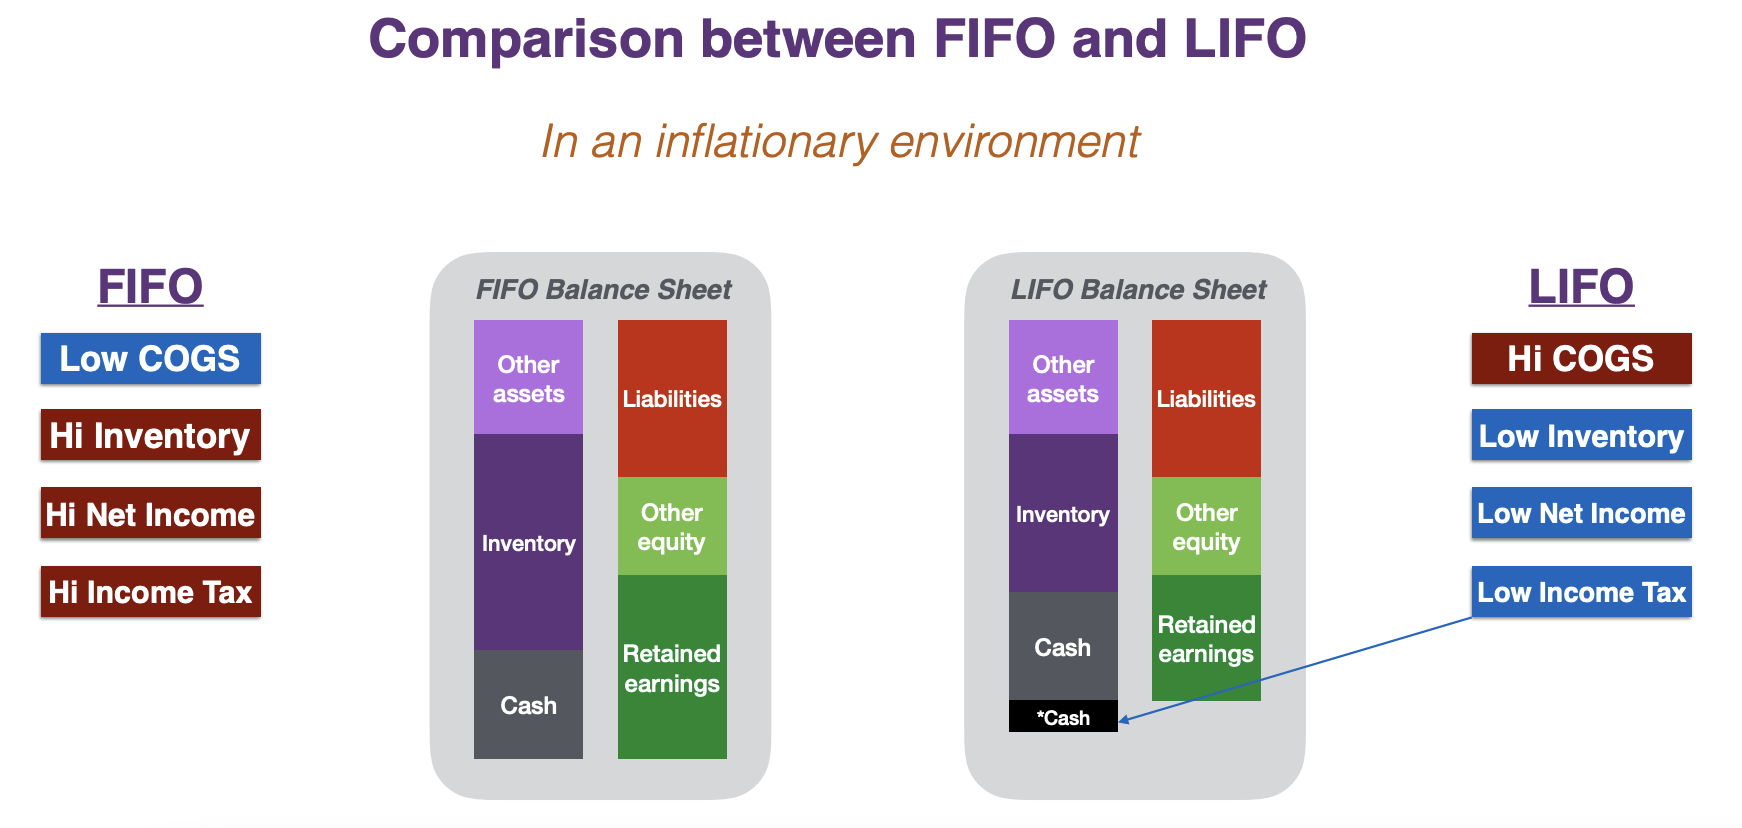 Comparison between FIFO and LIFO
In an inflationary environment
FIFO
Low COGS
Hi Inventory
Hi Net Income
Hi Income Tax
FIFO Balance Sheet
Other
assets
Inventory
Cash
Liabilities
Other
equity
Retained
earnings
LIFO Balance Sheet
Other
assets
Inventory
Cash
*Cash
Liabilities
Other
equity
Retained
earnings
LIFO
Hi COGS
Low Inventory
Low Net Income
Low Income Tax